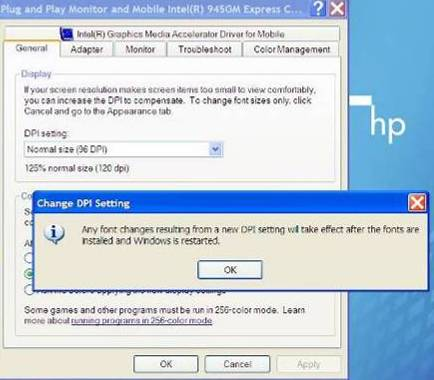 Plug and Play Monitor and Mobile Intel(R) 945GM Express C...
Intel(R) Graphics Media Accelerator Driver for Mobile
General
Adapter
Monitor
Troubleshoot
Color Management
Display
If your screen resolution makes screen items too small to view comfortably,
you can increase the DPI to compensate. To change font sizes only, click
Cancel and go to the Appearance tab.
DPI setting:
Normal size (96 DPI)
125% normal size (120 dpi)
hp
Change DPI Setting
Any font changes resulting from a new DPI setting will take effect after the fonts are
installed and Windows is restarted.
OK
Some games and other programs must be run in 256-color mode. Learn
more about running programs in 256-color mode.
OK
Cancel
Apply